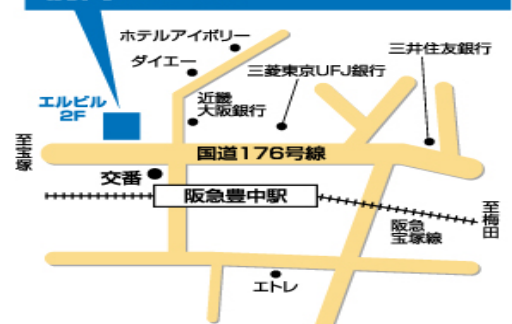 ホテルアイボリー
ダイエー
三井住友銀行
三菱東京UFJ銀行
エルビル
2F
近畿
大阪銀行
至宝塚
国道176号線
交番
阪急豊中駅
至梅田
阪急
宝塚線
エトレ